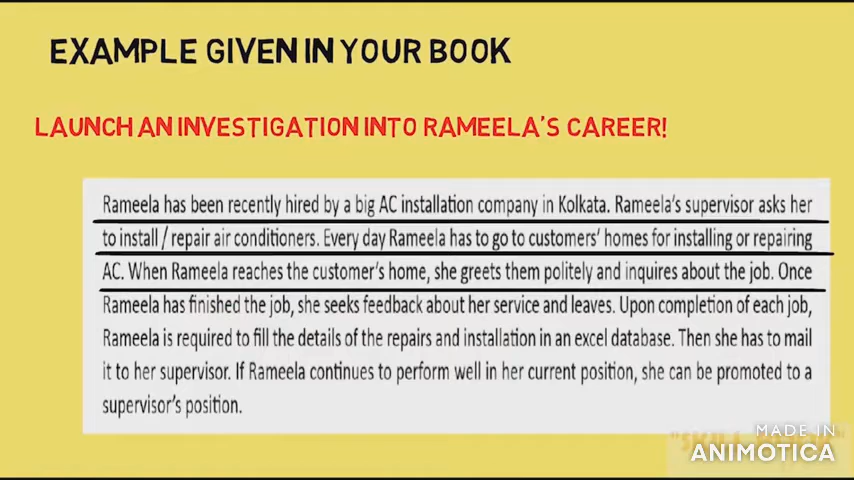 EXAMPLE GIVEN IN YOUR BOOK
LAUNCH AN INVESTIGATION INTO RAMEELA'S CAREER!
Rameela has been recently hired by a big AC installation company in Kolkata. Rameela's supervisor asks her
to install / repair air conditioners. Every day Rameela has to go to customers' homes for installing or repairing
AC. When Rameela reaches the customer's home, she greets them politely and inquires about the job. Once
Rameela has finished the job, she seeks feedback about her service and leaves. Upon completion of each job,
Rameela is required to fill the details of the repairs and installation in an excel database. Then she has to mail
it to her supervisor. If Rameela continues to perform well in her current position, she can be promoted to a
supervisor's position.
MADE IN
ANIMOTICA